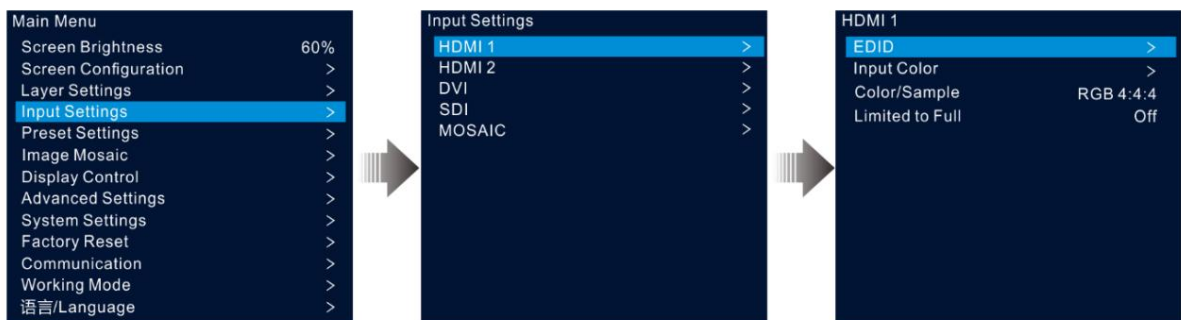 Main Menu
Screen Brightness 60%
Screen Configuration >
Layer Settings >
Input Settings >
Preset Settings >
Image Mosaic >
Display Control >
Advanced Settings >
System Settings >
Factory Reset >
Communication >
Working Mode >
语言/Language >
Input Settings
HDMI 1 >
HDMI 2 >
DVI >
SDI >
MOSAIC >
HDMI 1
EDID >
Input Color >
Color/Sample RGB 4:4:4
Limited to Full Off